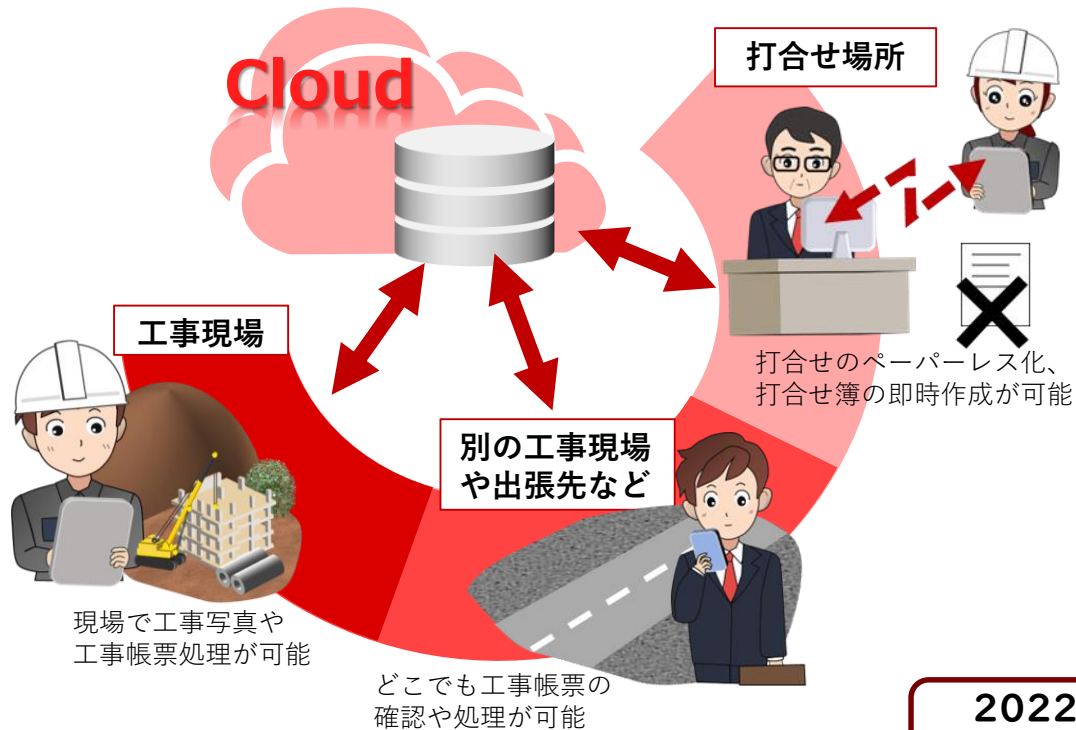 Cloud
打合せ場所
打合せのペーパーレス化、
打合せ簿の即時作成が可能
工事現場
現場で工事写真や
工事帳票処理が可能
別の工事現場
や出張先など
どこでも工事帳票の
確認や処理が可能
2022